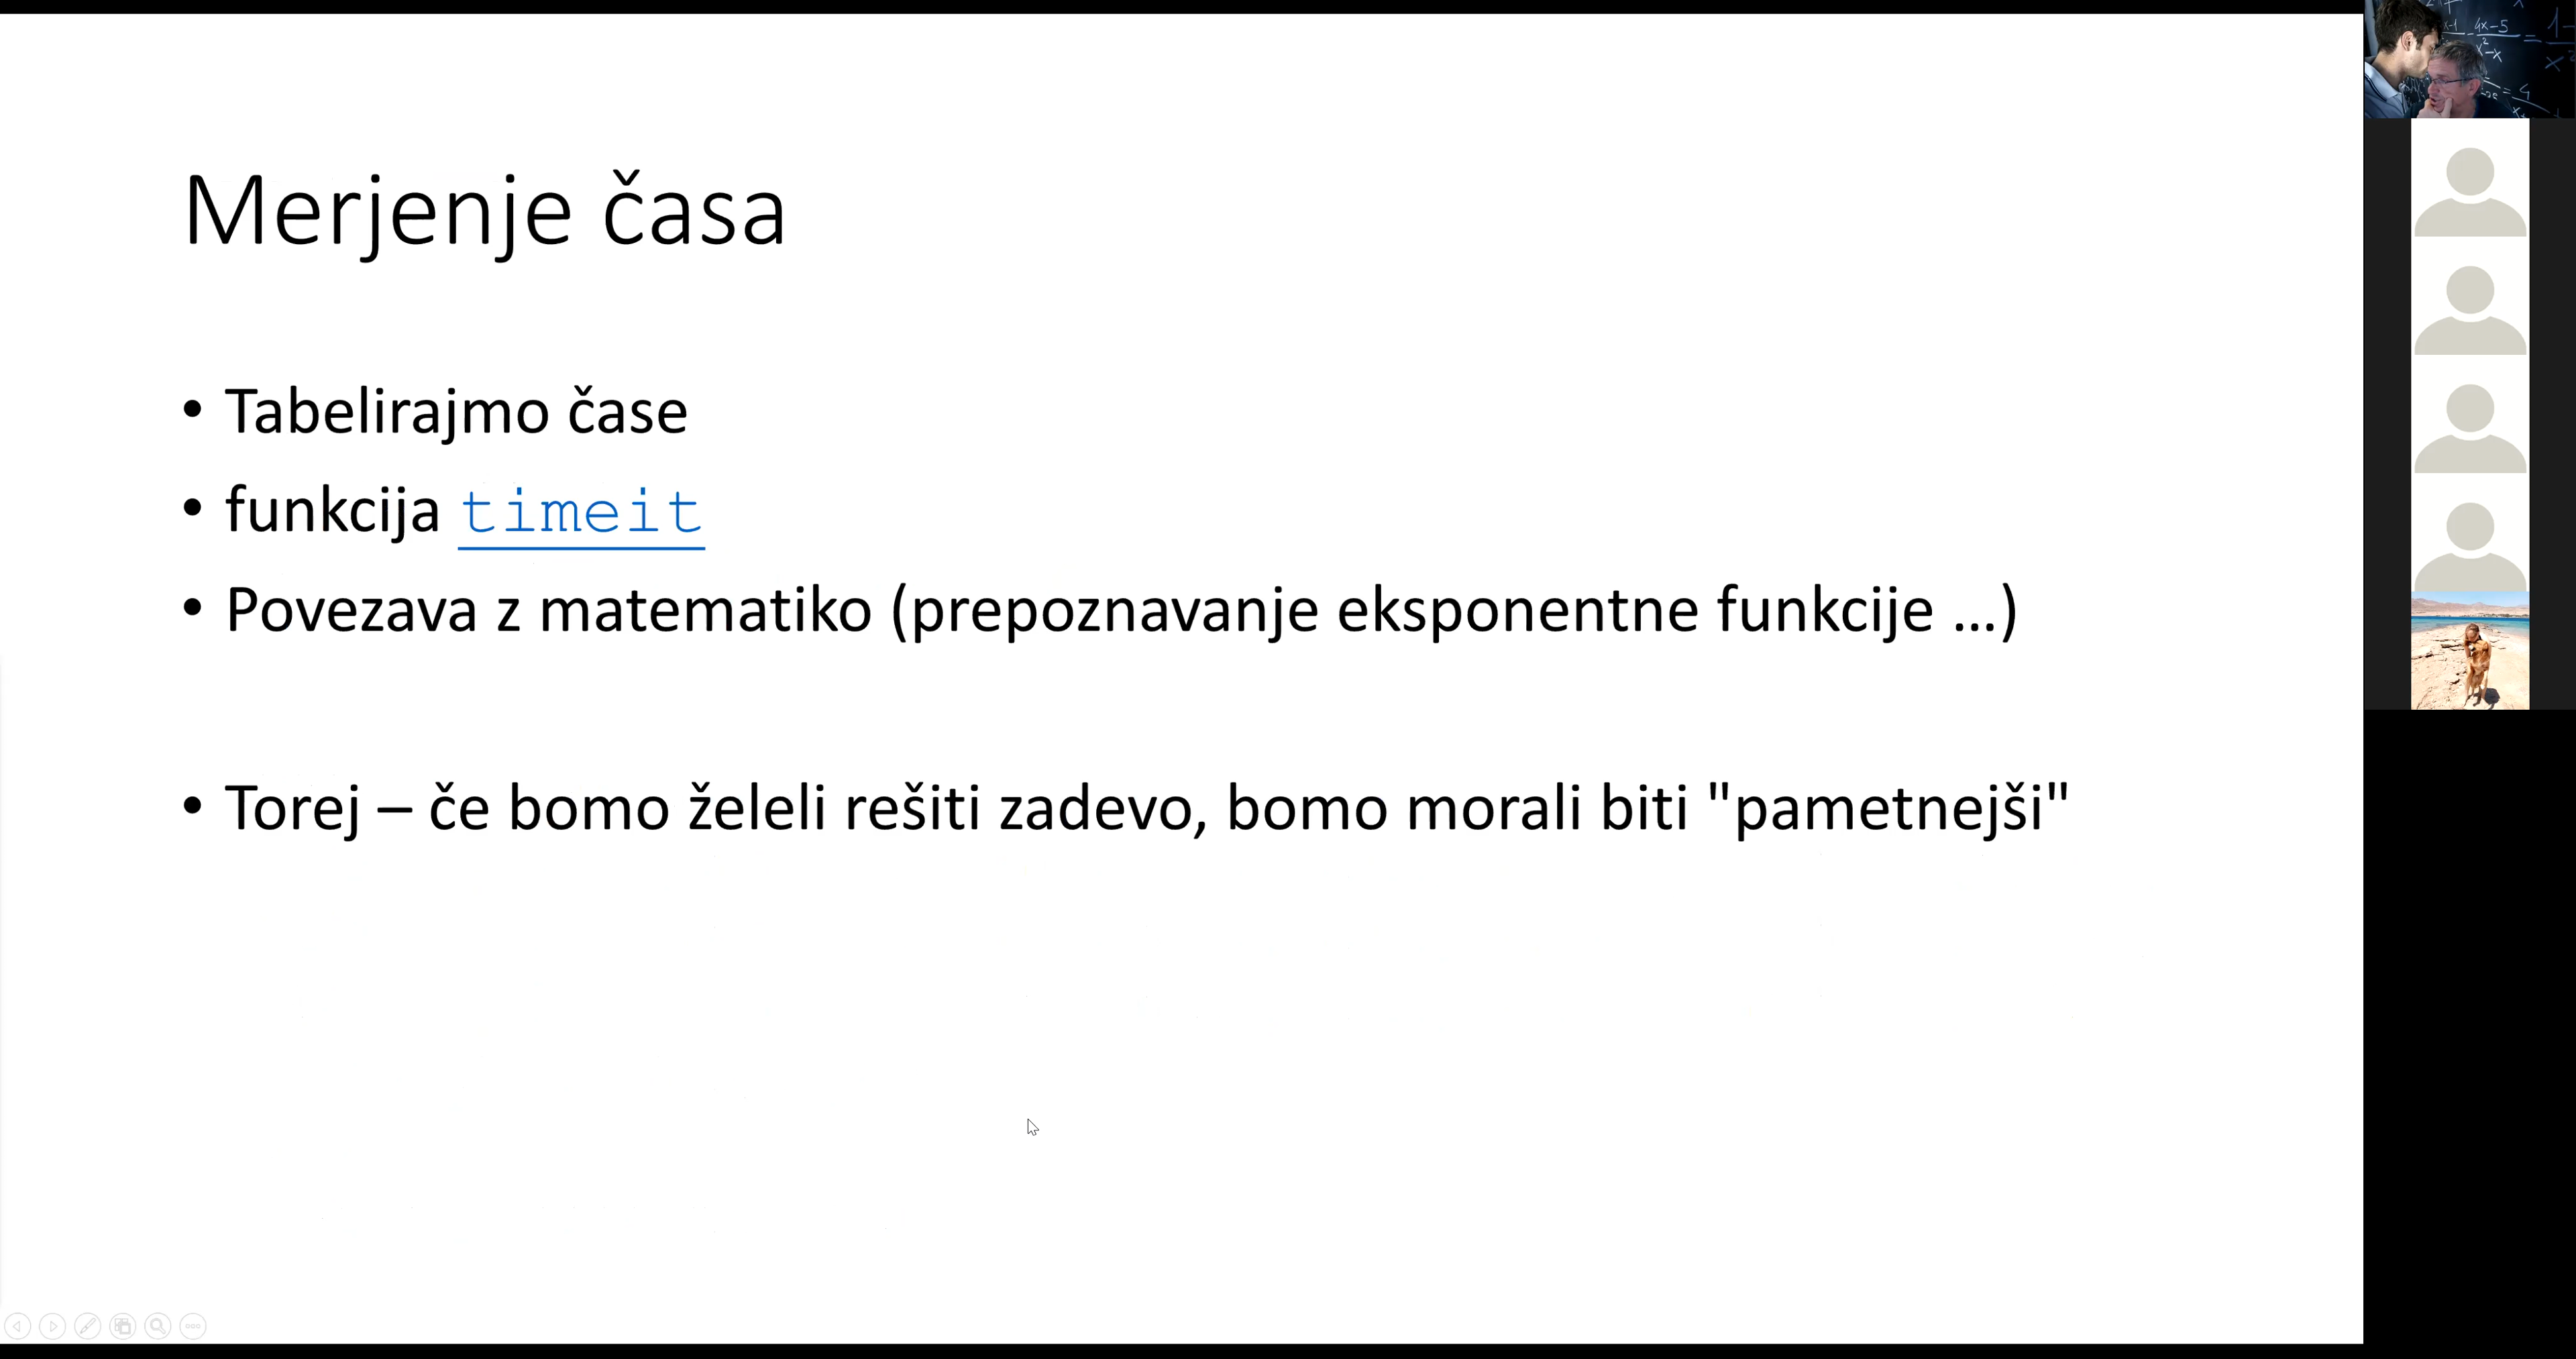 Merjenje časa
• Tabelirajmo čase
• funkcija timeit
• Povezava z matematiko (prepoznavanje eksponentne funkcije ...)
• Torej – če bomo želeli rešiti zadevo, bomo morali biti "pametnejši"